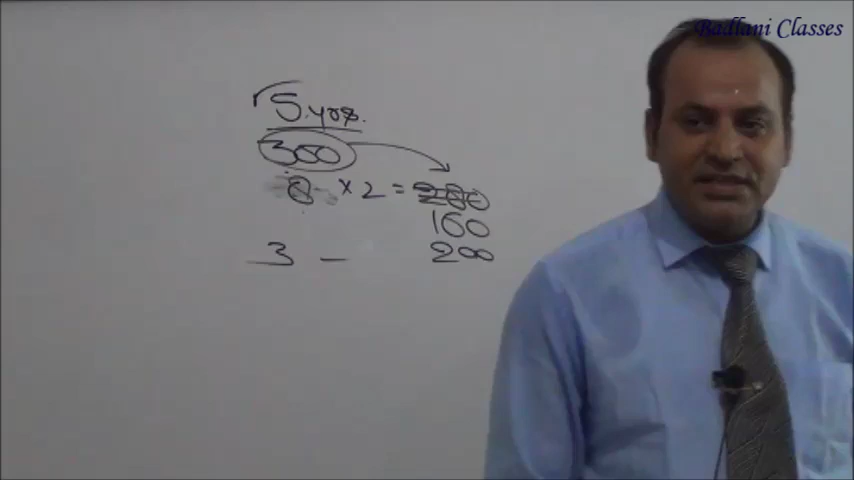 Badlani Classes
5 yrs.
300
× 2 =
160
3 - 200